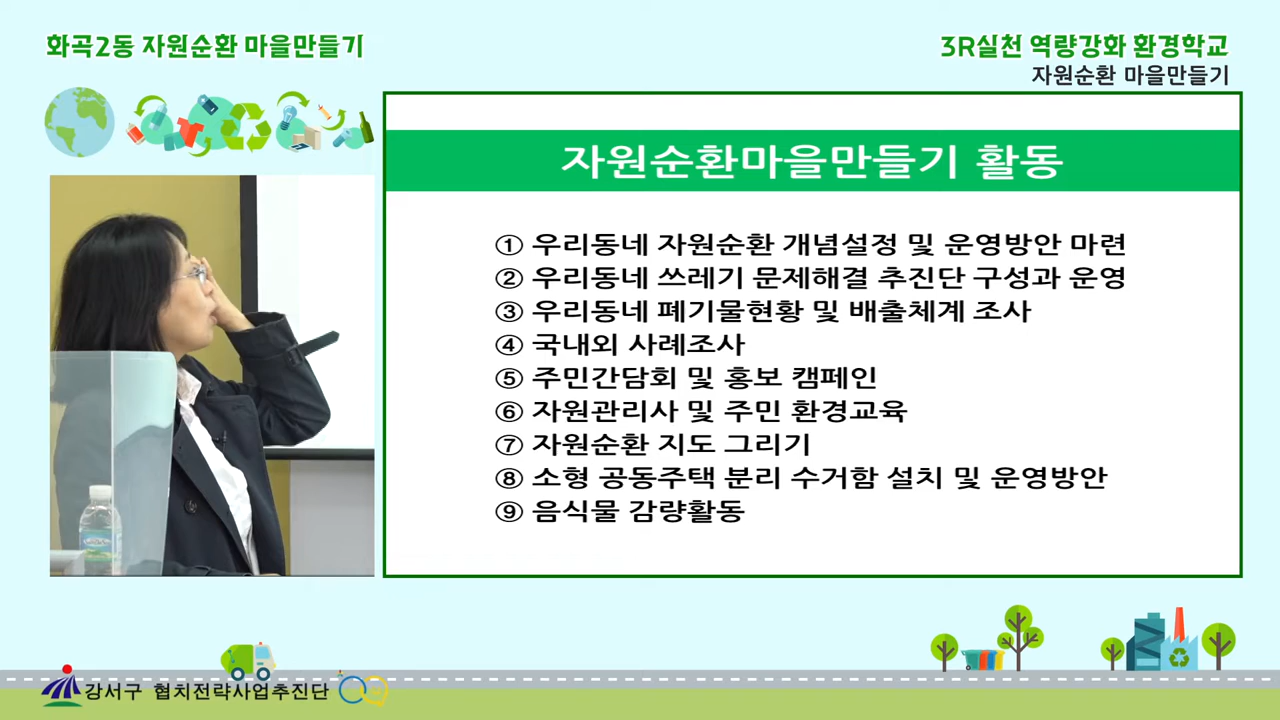 화곡2동 자원순환 마을만들기
3R실천 역량강화 환경학교
자원순환 마을만들기
자원순환마을만들기 활동
① 우리동네 자원순환 개념설정 및 운영방안 마련
② 우리동네 쓰레기 문제해결 추진단 구성과 운영
③ 우리동네 폐기물현황 및 배출체계 조사
④ 국내외 사례조사
⑤ 주민간담회 및 홍보 캠페인
⑥ 자원관리사 및 주민 환경교육
⑦ 자원순환 지도 그리기
⑧ 소형 공동주택 분리 수거함 설치 및 운영방안
⑨ 음식물 감량활동
강서구 협치전략사업추진단